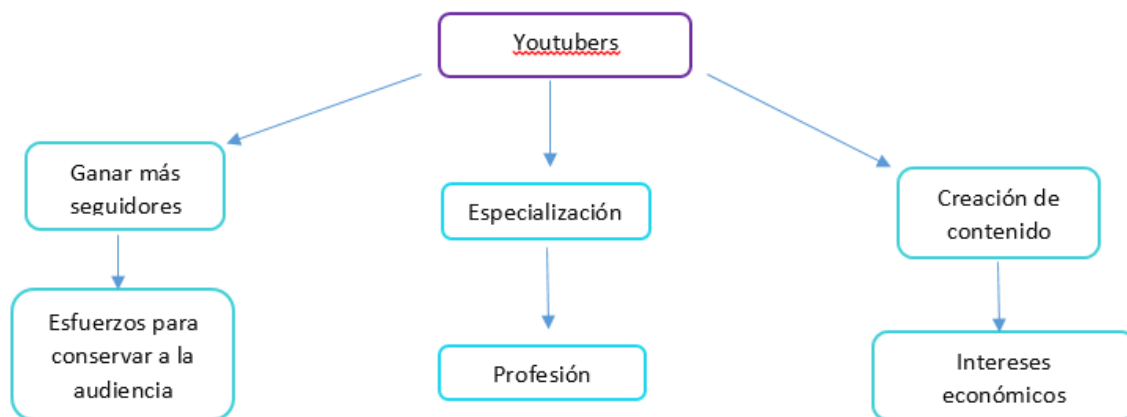 Youtubers
Ganar más
seguidores
Especialización
Creación de
contenido
Esfuerzos para
conservar a la
audiencia
Profesión
Intereses
económicos